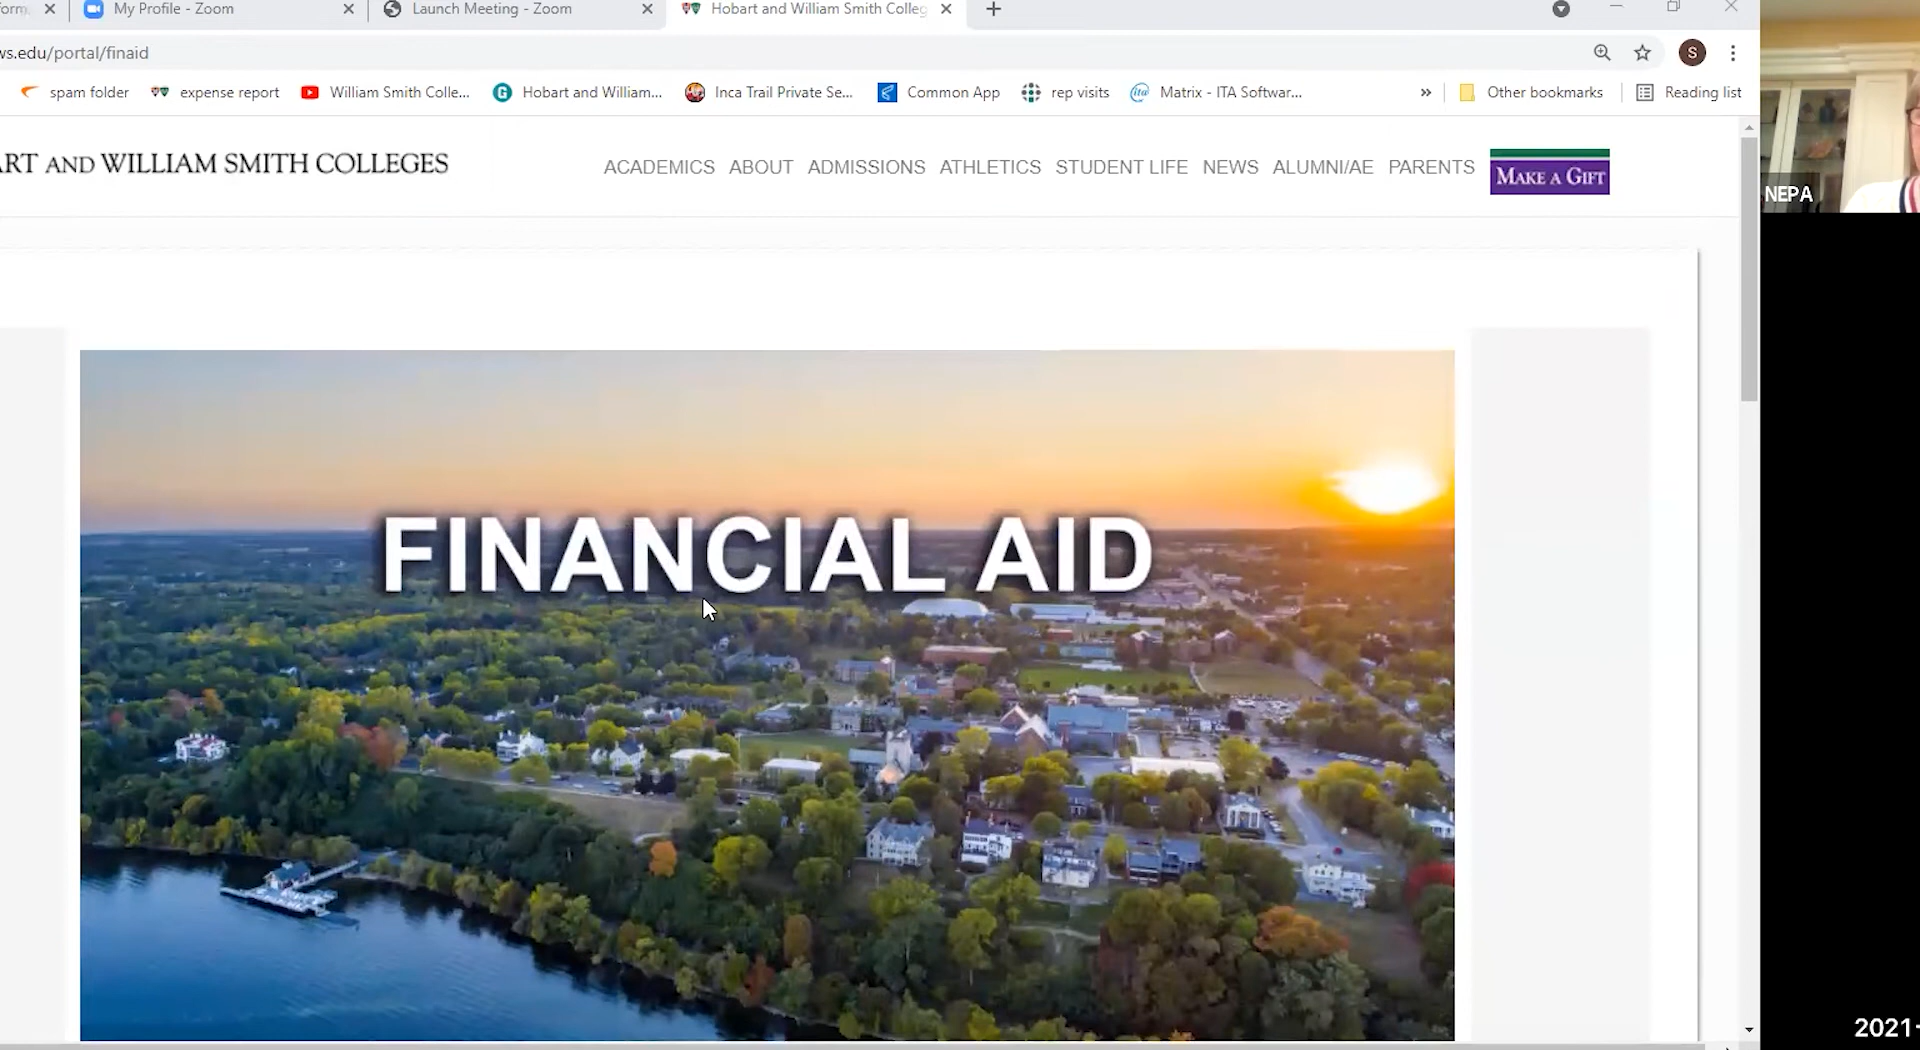 My Profile - Zoom
Launch Meeting - Zoom
Hobart and William Smith Colleg
ws.edu/portal/finaid
S
spam folder
expense report
William Smith Colle...
Hobart and William...
Inca Trail Private Se...
Common App
rep visits
Matrix - ITA Softwar...
»
Other bookmarks
Reading list
ART AND WILLIAM SMITH COLLEGES
ACADEMICS
ABOUT
ADMISSIONS
ATHLETICS
STUDENT LIFE
NEWS
ALUMNI/AE
PARENTS
MAKE A GIFT
NEPA
FINANCIAL AID
2021-